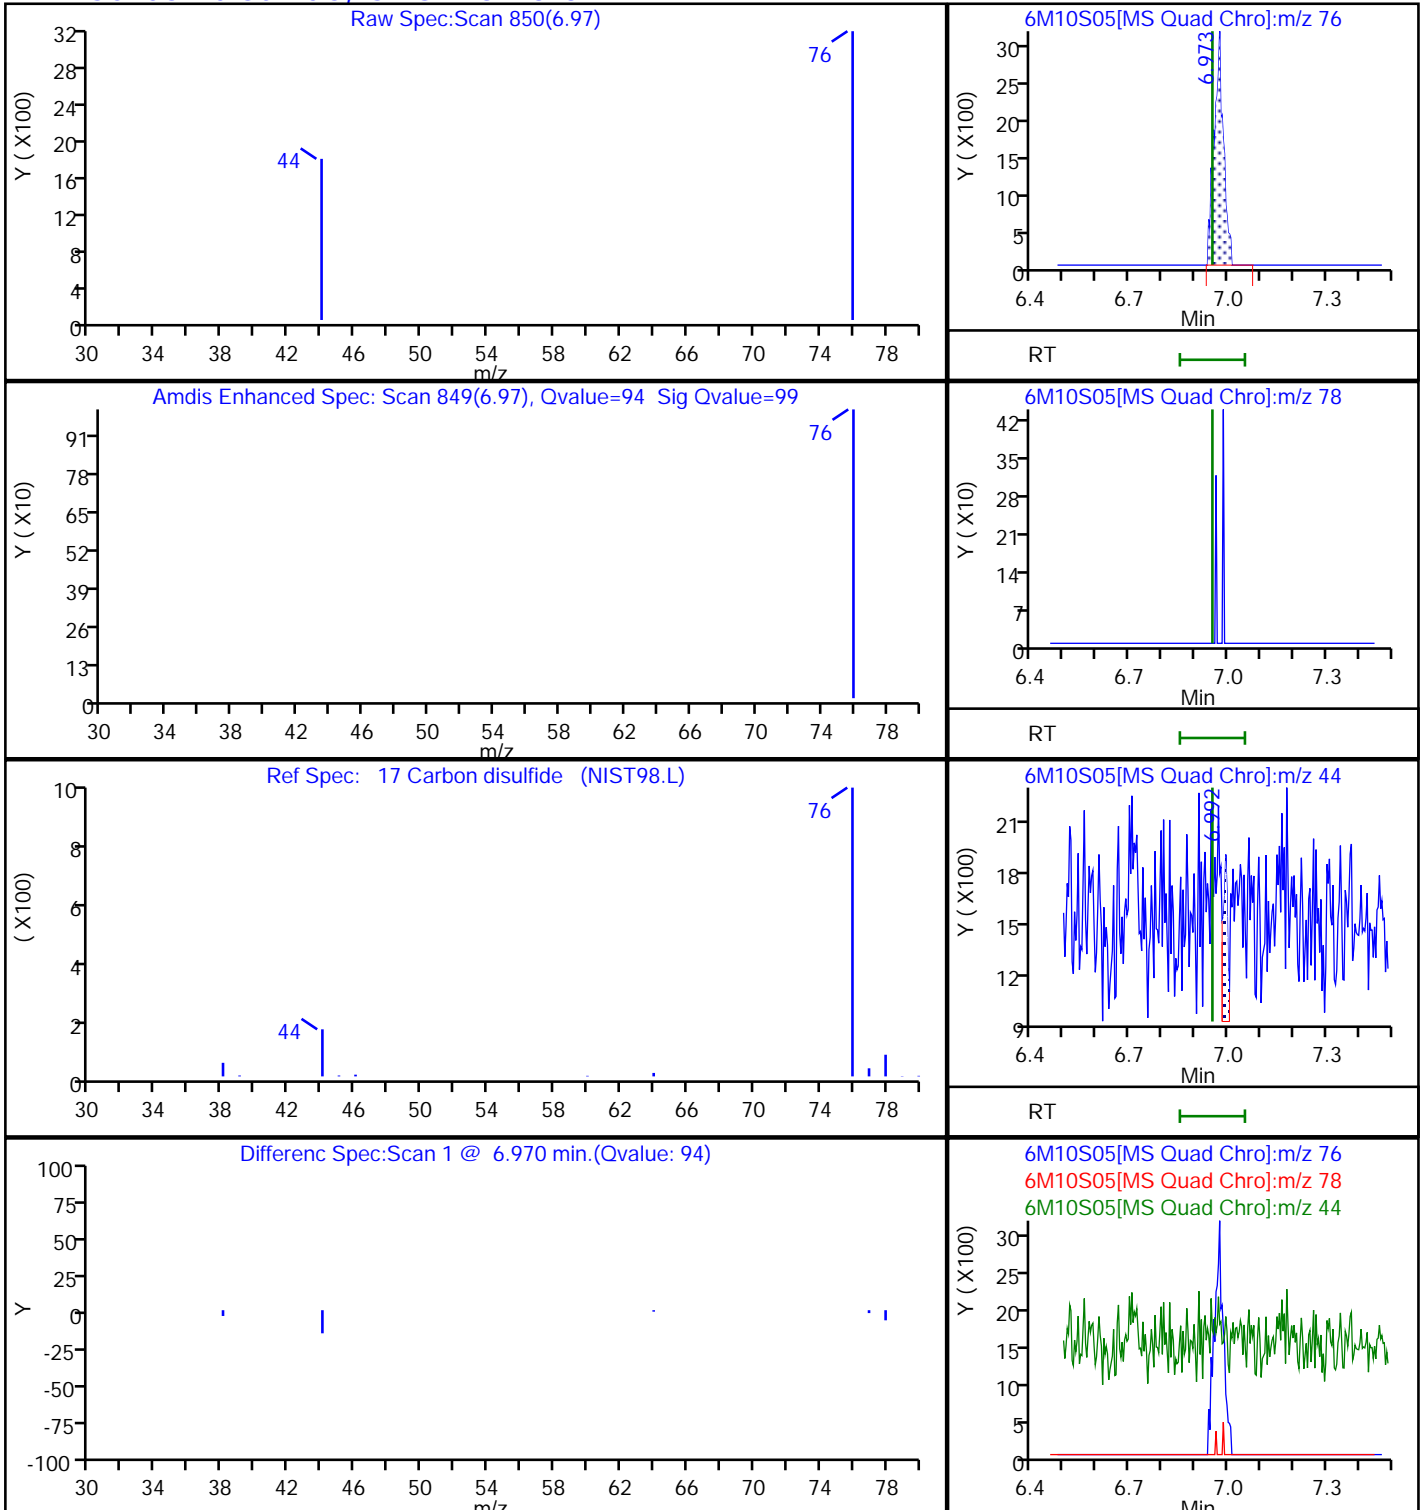 Raw Spec:Scan 850(6.97)
Y ( X100)
32
28
24
20
16
12
8
4
0
76
44
30 34 38 42 46 50 54 58 62 66 70 74 78
m/z
6M10S05[MS Quad Chro]:m/z 76
Y ( X100)
30
25
20
15
10
5
0
6.973
6.4 6.7 7.0 7.3
Min
RT
Amdis Enhanced Spec: Scan 849(6.97), Qvalue=94 Sig Qvalue=99
Y ( X10)
91
78
65
52
39
26
13
0
76
30 34 38 42 46 50 54 58 62 66 70 74 78
m/z
6M10S05[MS Quad Chro]:m/z 78
Y ( X10)
42
35
28
21
14
7
0
6.4 6.7 7.0 7.3
Min
RT
Ref Spec: 17 Carbon disulfide (NIST98.L)
( X100)
10
8
6
4
2
0
76
44
30 34 38 42 46 50 54 58 62 66 70 74 78
6M10S05[MS Quad Chro]:m/z 44
Y ( X100)
21
18
15
12
9
6.992
6.4 6.7 7.0 7.3
Min
RT
Differenc Spec:Scan 1 @ 6.970 min.(Qvalue: 94)
Y
100
75
50
25
0
-25
-50
-75
-100
30 34 38 42 46 50 54 58 62 66 70 74 78
m/z
6M10S05[MS Quad Chro]:m/z 76
6M10S05[MS Quad Chro]:m/z 78
6M10S05[MS Quad Chro]:m/z 44
Y ( X100)
30
25
20
15
10
5
0
6.4 6.7 7.0 7.3
Min